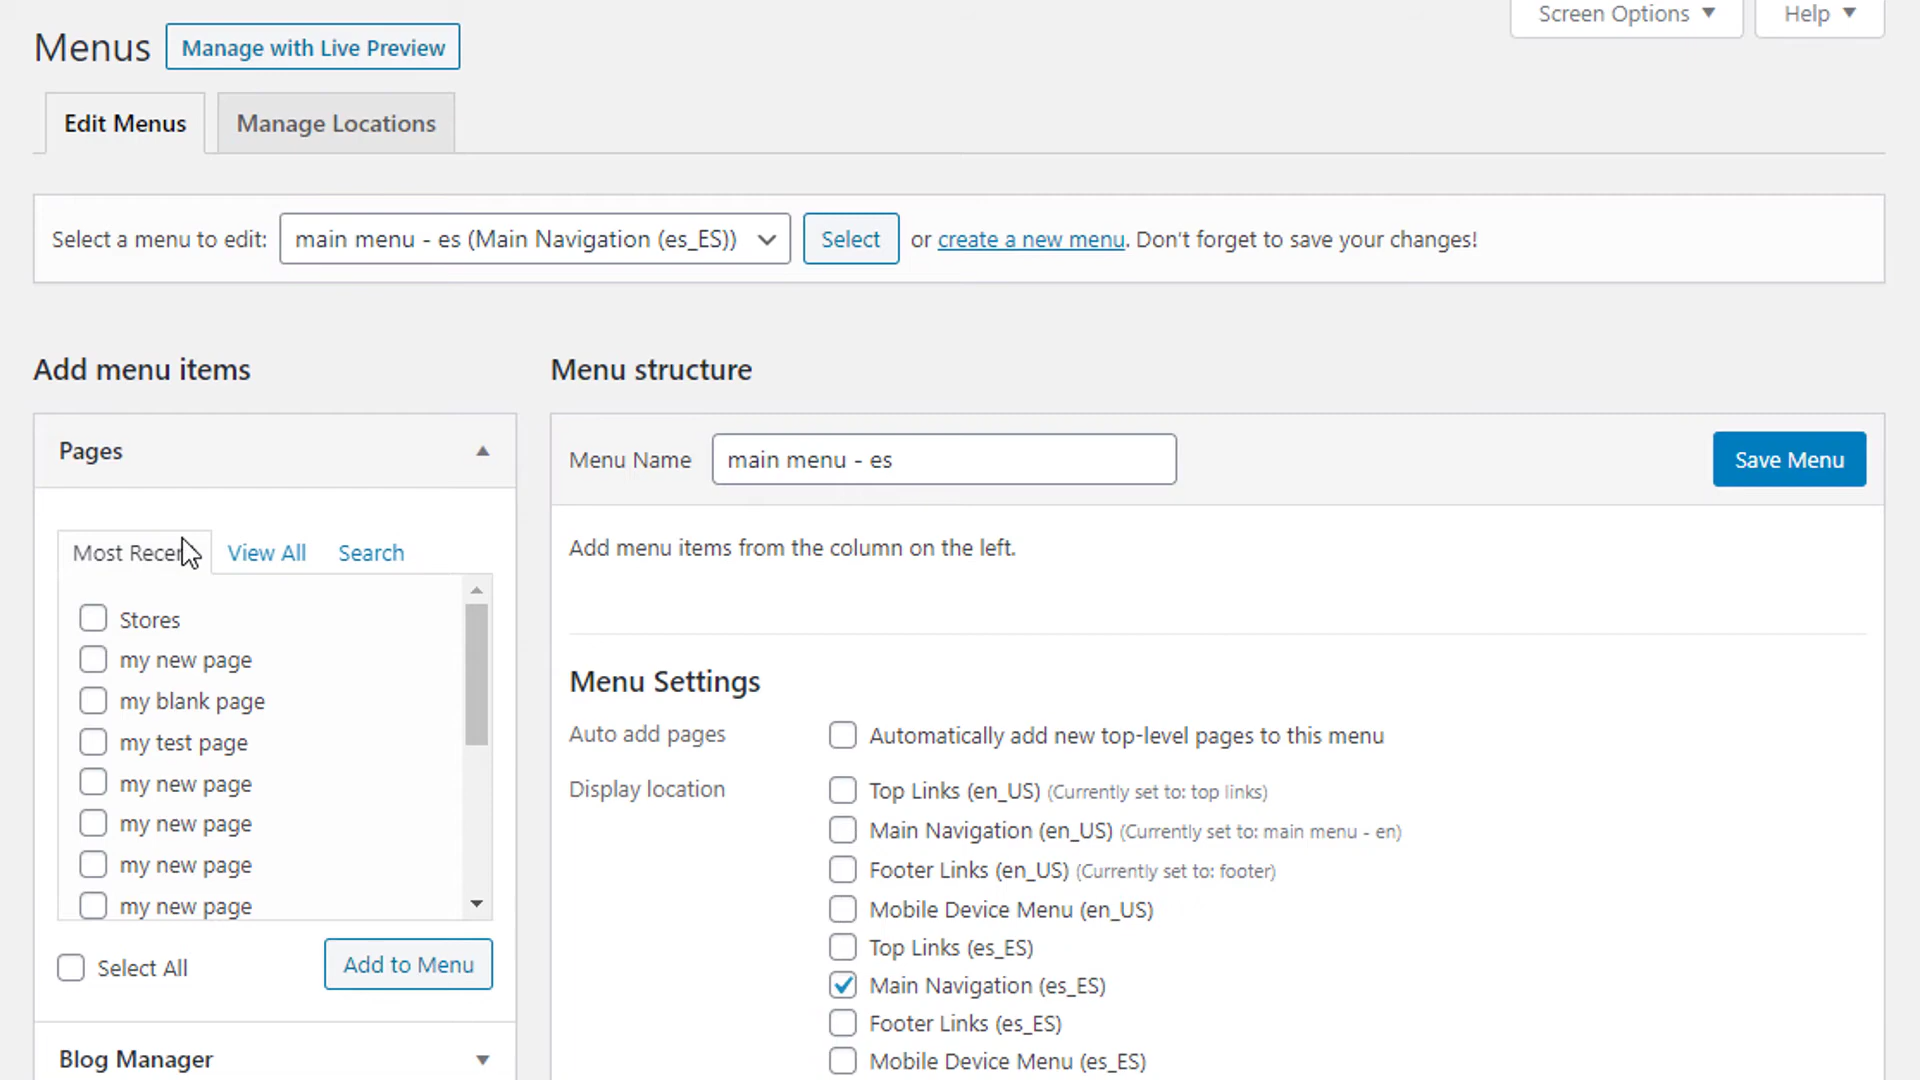 Screen Options ▼ Help ▼
Menus Manage with Live Preview
Edit Menus Manage Locations
Select a menu to edit: main menu - es (Main Navigation (es_ES)) Select or create a new menu. Don't forget to save your changes!
Add menu items
Pages
Most Recent View All Search
Stores
my new page
my blank page
my test page
my new page
my new page
my new page
my new page
Select All Add to Menu
Blog Manager
Menu structure
Menu Name main menu - es Save Menu
Add menu items from the column on the left.
Menu Settings
Auto add pages Automatically add new top-level pages to this menu
Display location Top Links (en_US) (Currently set to: top links)
Main Navigation (en_US) (Currently set to: main menu - en)
Footer Links (en_US) (Currently set to: footer)
Mobile Device Menu (en_US)
Top Links (es_ES)
Main Navigation (es_ES)
Footer Links (es_ES)
Mobile Device Menu (es_ES)